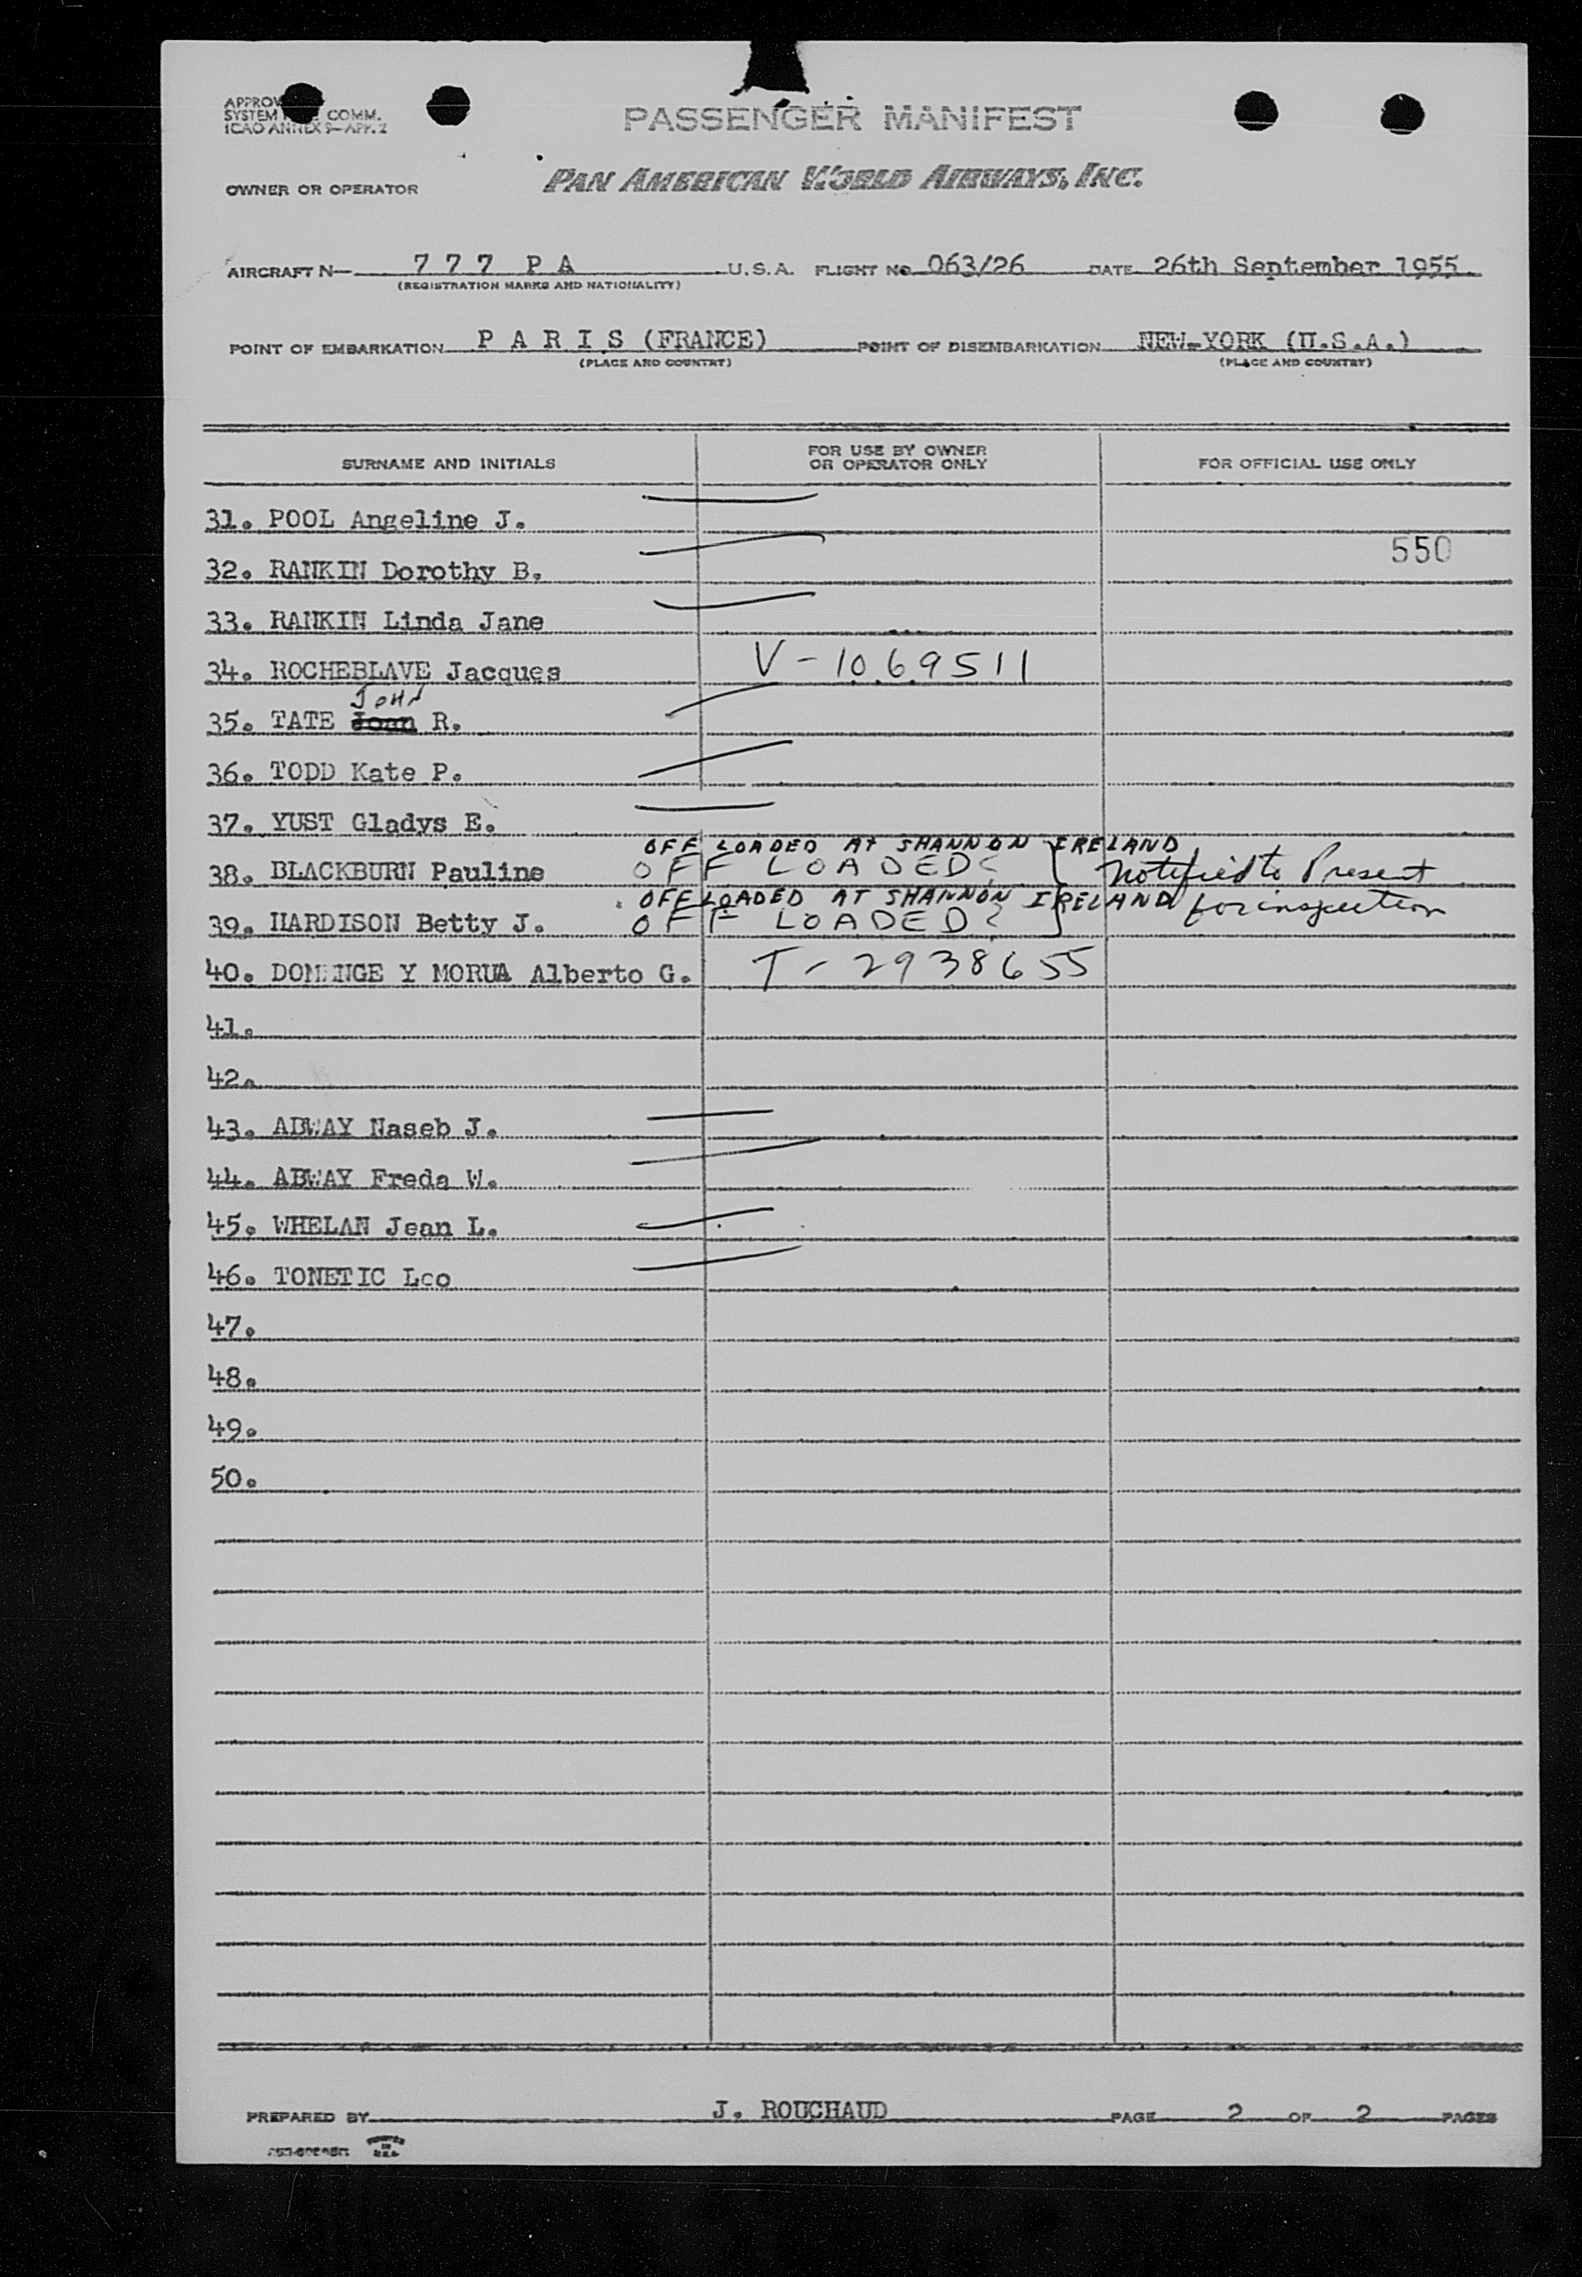 PASSENGER MANIFEST
SYSTEM COMM.
ICAO ANNEX 9—APP. 2
OWNER OR OPERATOR PAN AMERICAN WORLD AIRWAYS, INC.
AIRCRAFT N— 7 7 7 P A U.S.A. FLIGHT No. 063/26 DATE 26th September 1955
(REGISTRATION MARKS AND NATIONALITY)
POINT OF EMBARKATION P A R I S (FRANCE) POINT OF DISEMBARKATION NEW-YORK (U.S.A.)
(PLACE AND COUNTRY) (PLACE AND COUNTRY)
SURNAME AND INITIALS FOR USE BY OWNER OR OPERATOR ONLY FOR OFFICIAL USE ONLY
31. POOL Angeline J.
550
32. RANKIN Dorothy B.
33. RANKIN Linda Jane
34. ROCHEBLAVE Jacques V-1069511
JOHN
35. TATE Joan R.
36. TODD Kate P.
37. YUST Gladys E.
OFF LOADED AT SHANNON IRELAND
38. BLACKBURN Pauline OFF LOADED Notified to Present
OFF LOADED AT SHANNON IRELAND for inspection
39. HARDISON Betty J. OFF LOADED
40. Y MORUA Alberto G. T-2938655
41.
42.
43. ABWAY Naseb J.
44. ABWAY Freda W.
45. WHELAN Jean L.
46. TONETIC Leo
47.
48.
49.
50.
PREPARED BY J. ROUCHAUD PAGE 2 OF 2 PAGES
PRINTED IN U.S.A.